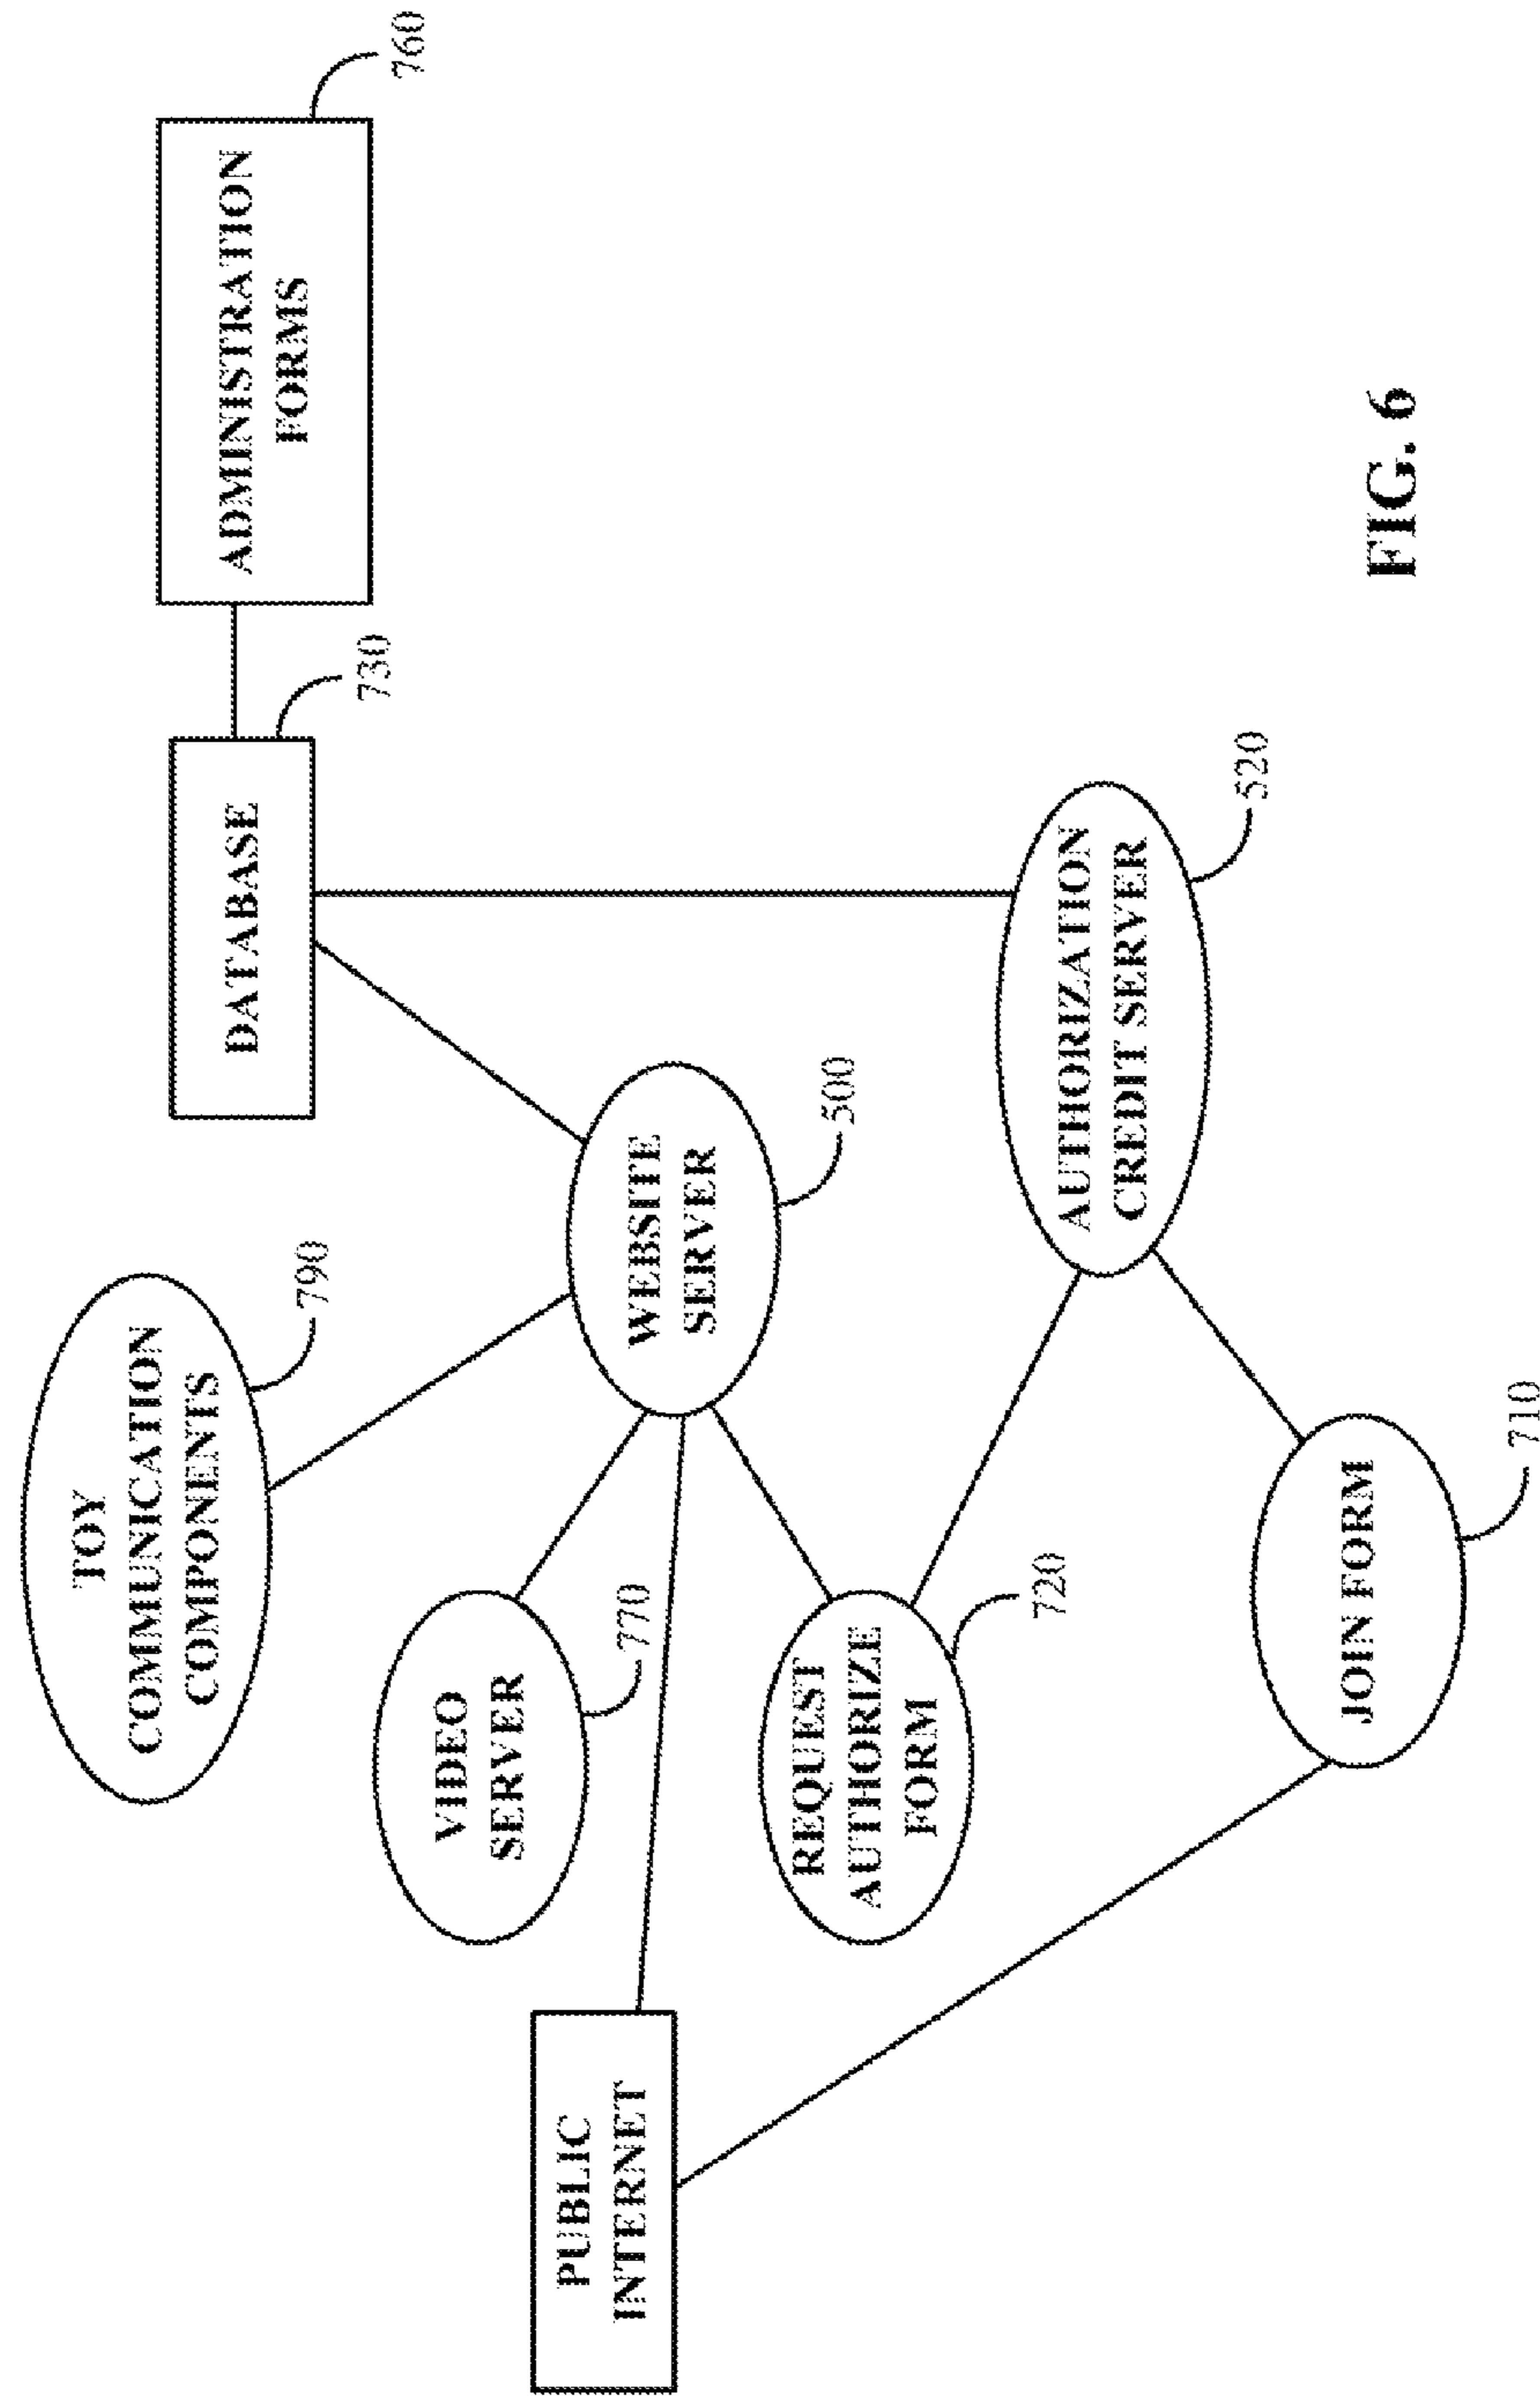 TOY
COMMUNICATION
COMPONENTS
790
VIDEO
SERVER
770
PUBLIC
INTERNET
REQUEST
AUTHORIZE
FORM
720
JOIN FORM
710
WEBSITE
SERVER
500
AUTHORIZATION
CREDIT SERVER
520
DATABASE
730
ADMINISTRATION
FORMS
760
FIG. 6